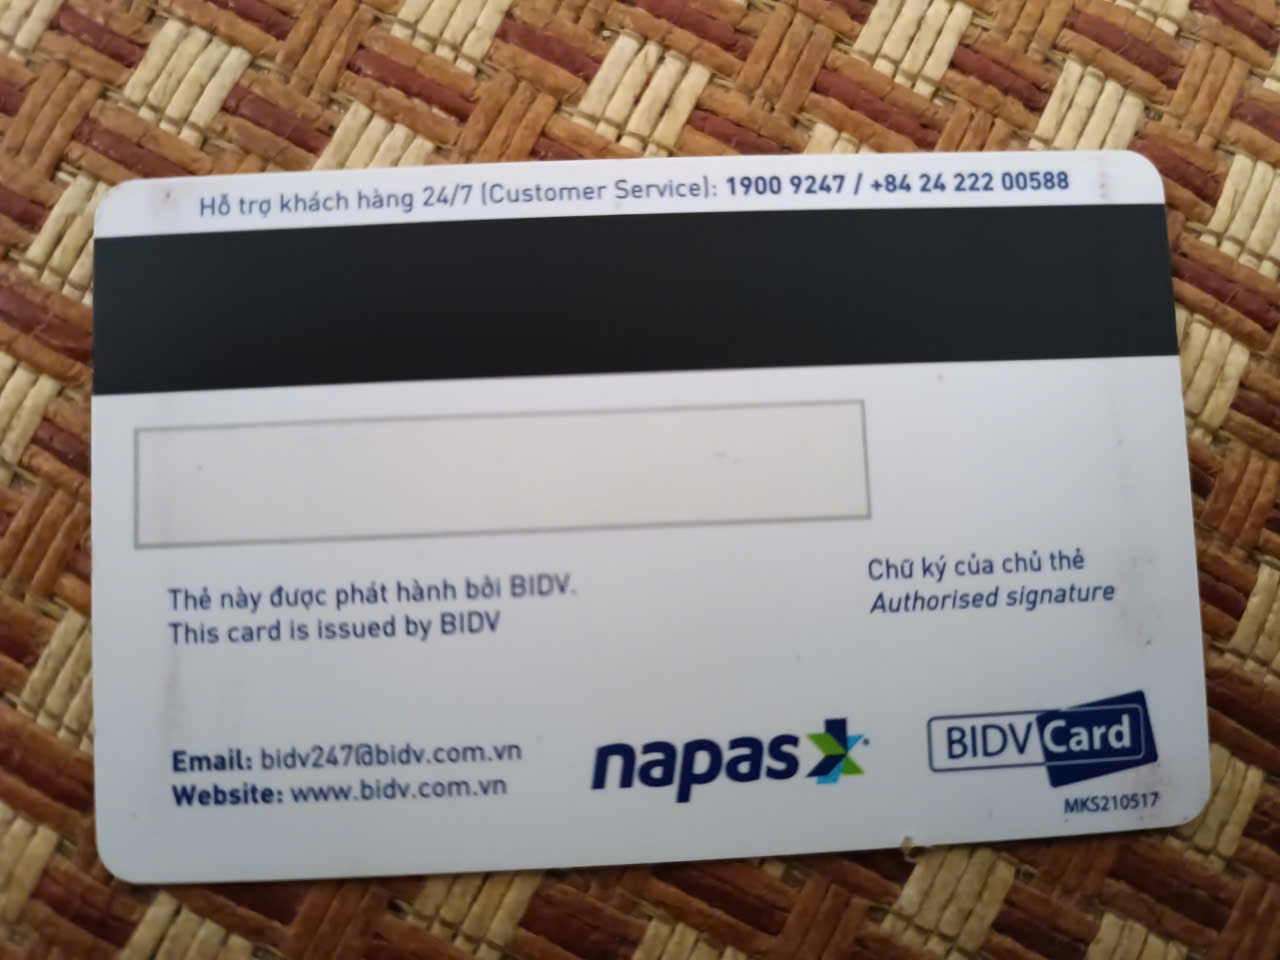 Hỗ trợ khách hàng 24/7 (Customer Service): 1900 9247 / +84 24 222 00588
Thẻ này được phát hành bởi BIDV.
This card is issued by BIDV
Chữ ký của chủ thẻ
Authorised signature
Email: bidv247@bidv.com.vn
Website: www.bidv.com.vn
napas
BIDV Card
MKS210517